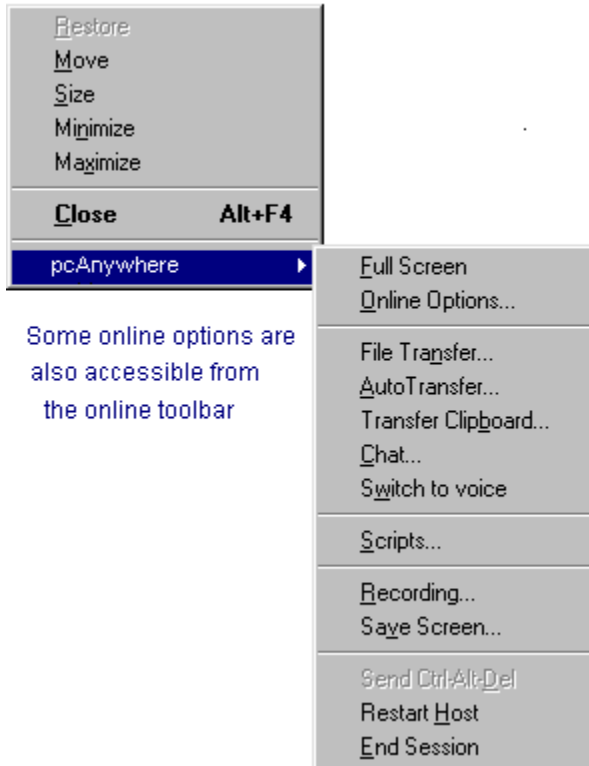 Restore
Move
Size
Minimize
Maximize
Close Alt+F4
pcAnywhere
Full Screen
Online Options...
File Transfer...
AutoTransfer...
Transfer Clipboard...
Chat...
Switch to voice
Scripts...
Recording...
Save Screen...
Send Ctrl-Alt-Del
Restart Host
End Session
Some online options are
also accessible from
the online toolbar